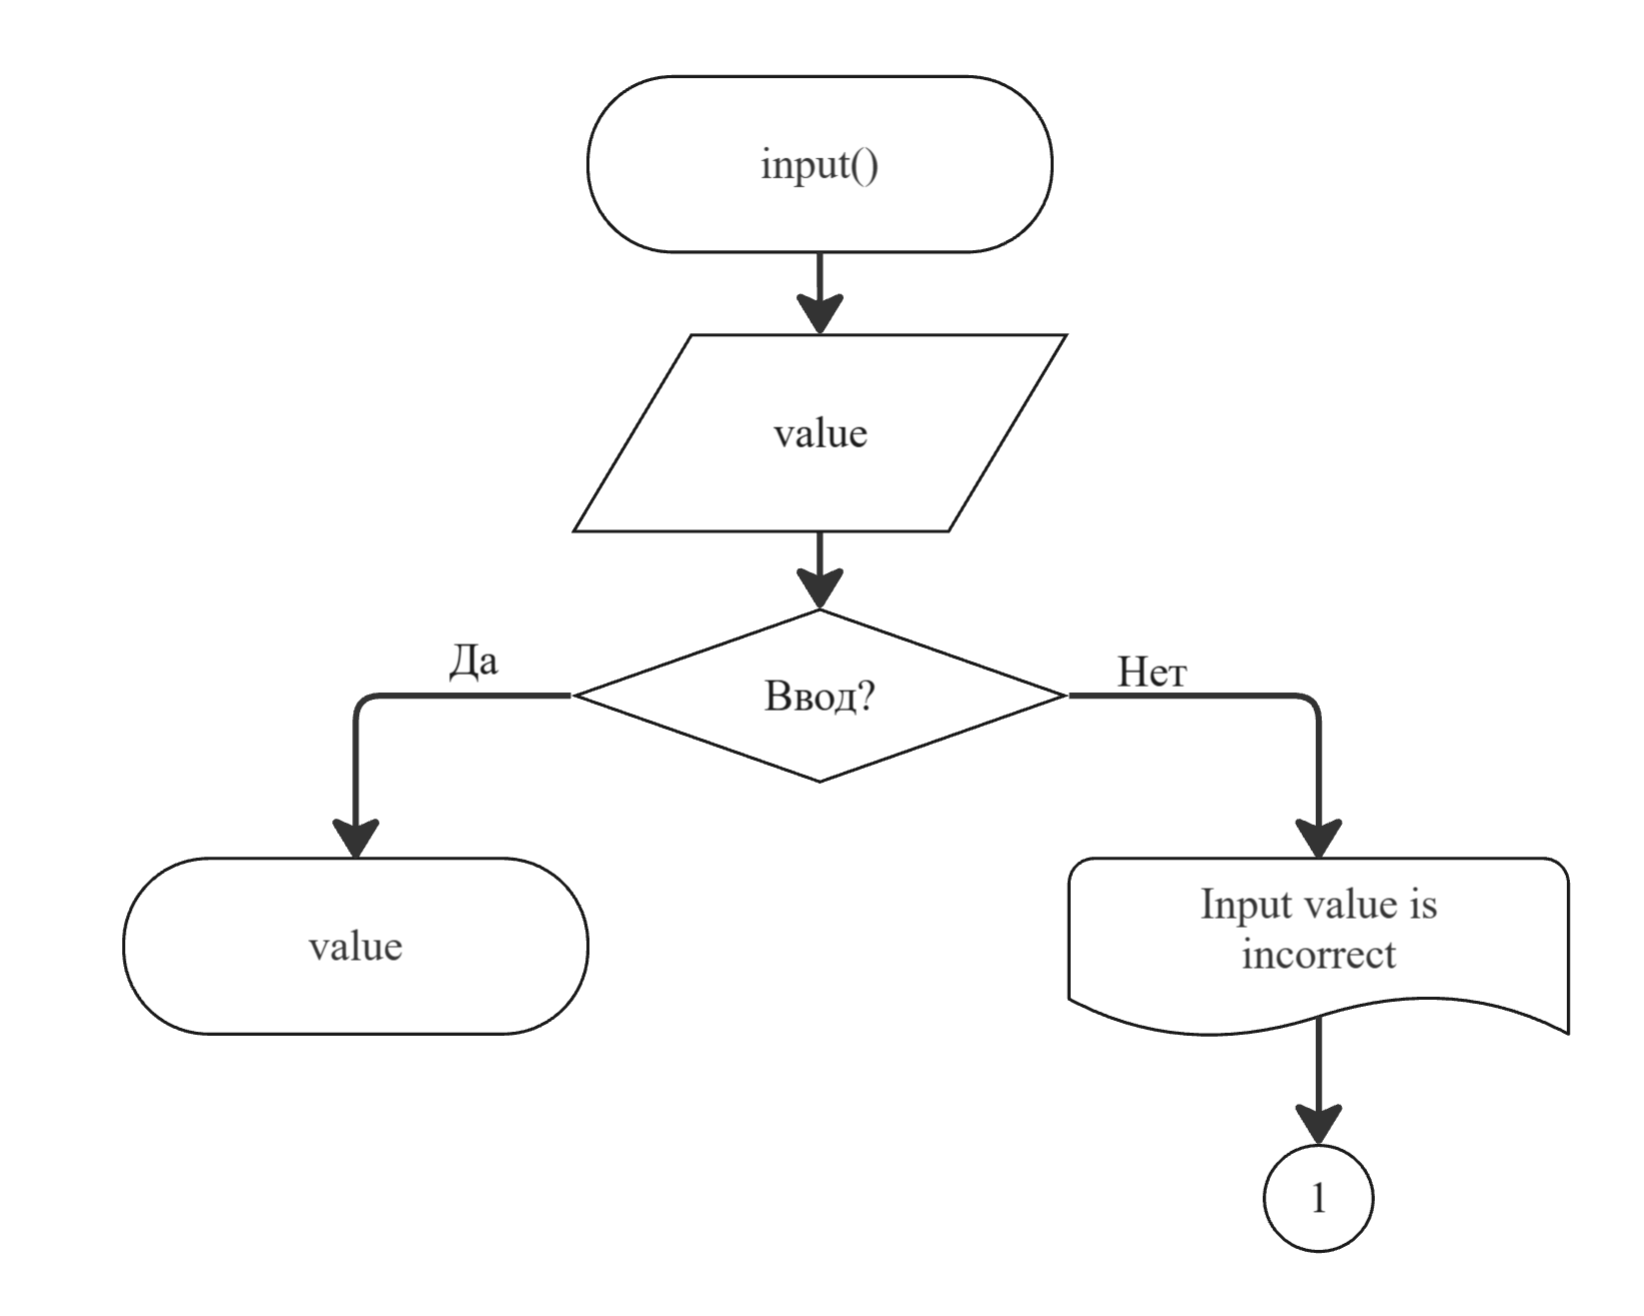 input()
value
Ввод?
Да
Нет
value
Input value is
incorrect
1